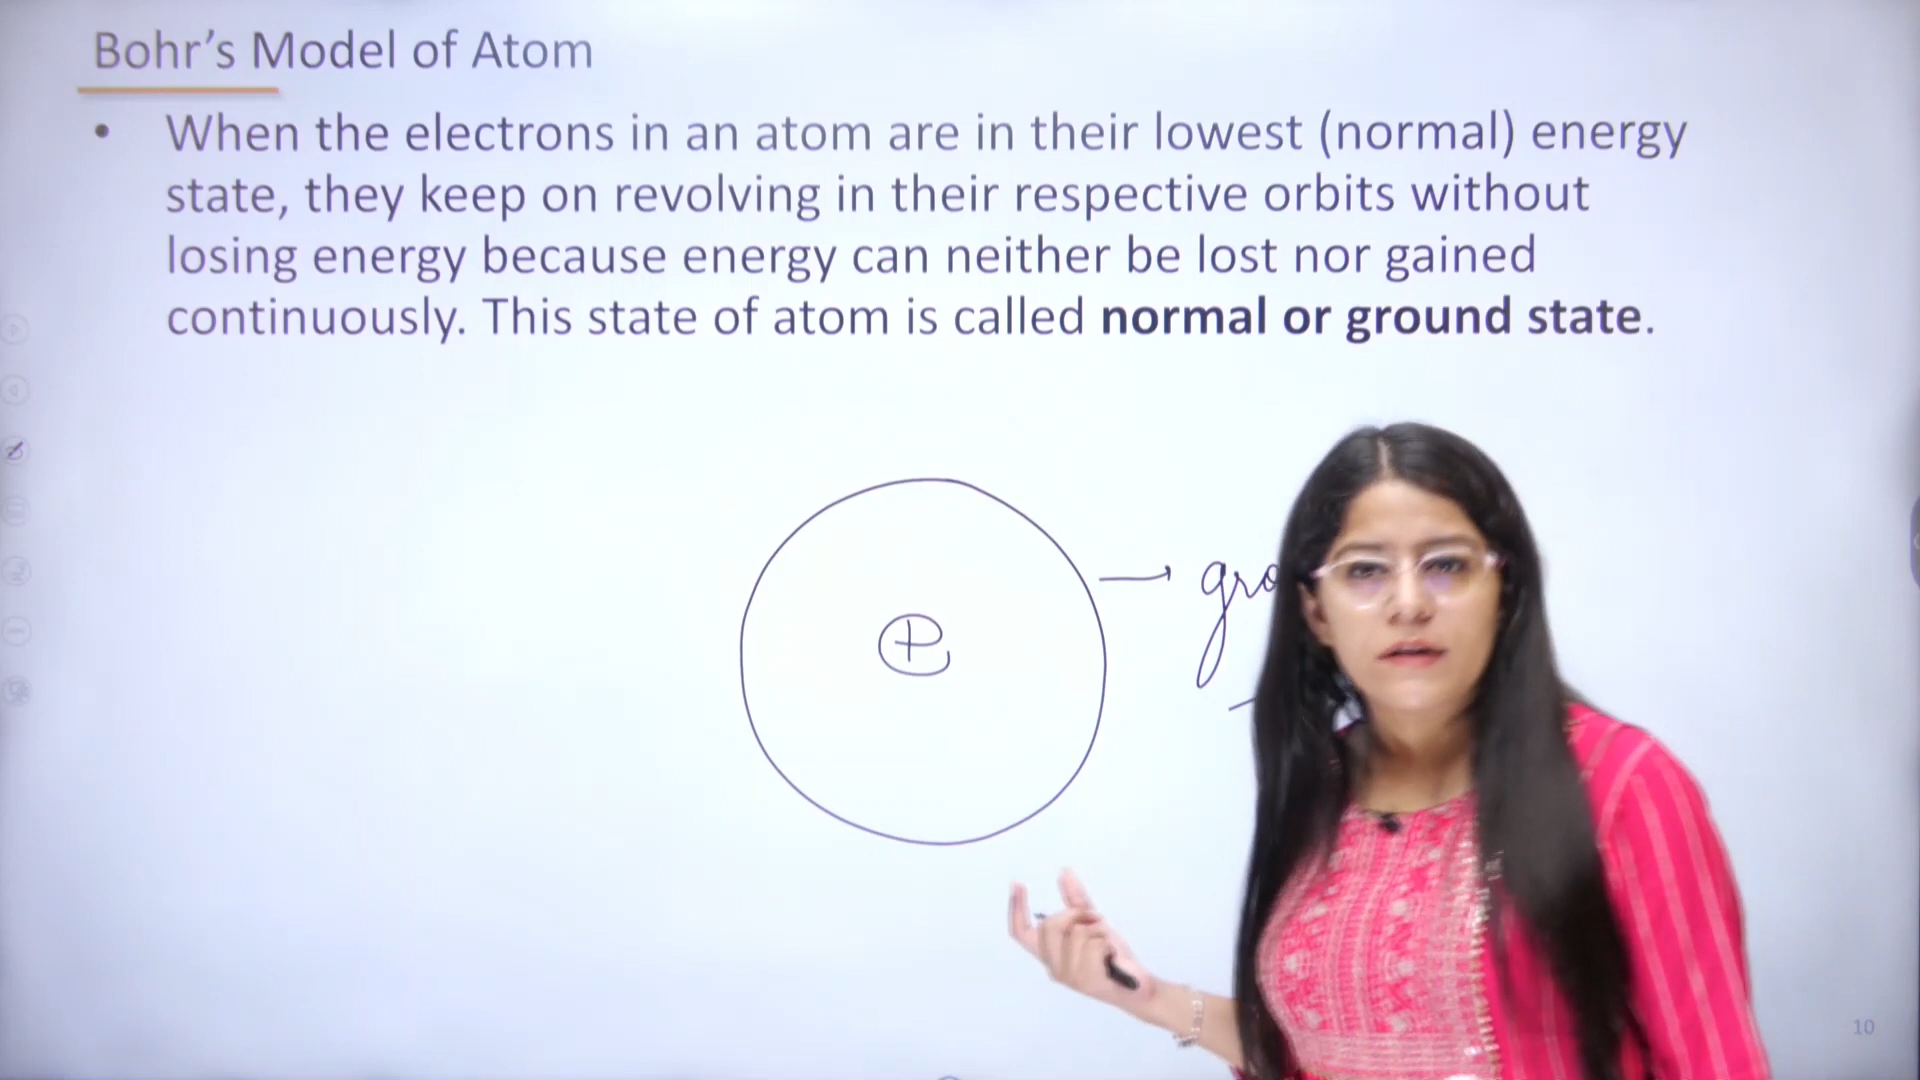 Bohr’s Model of Atom
• When the electrons in an atom are in their lowest (normal) energy
state, they keep on revolving in their respective orbits without
losing energy because energy can neither be lost nor gained
continuously. This state of atom is called normal or ground state.
+
gro
10